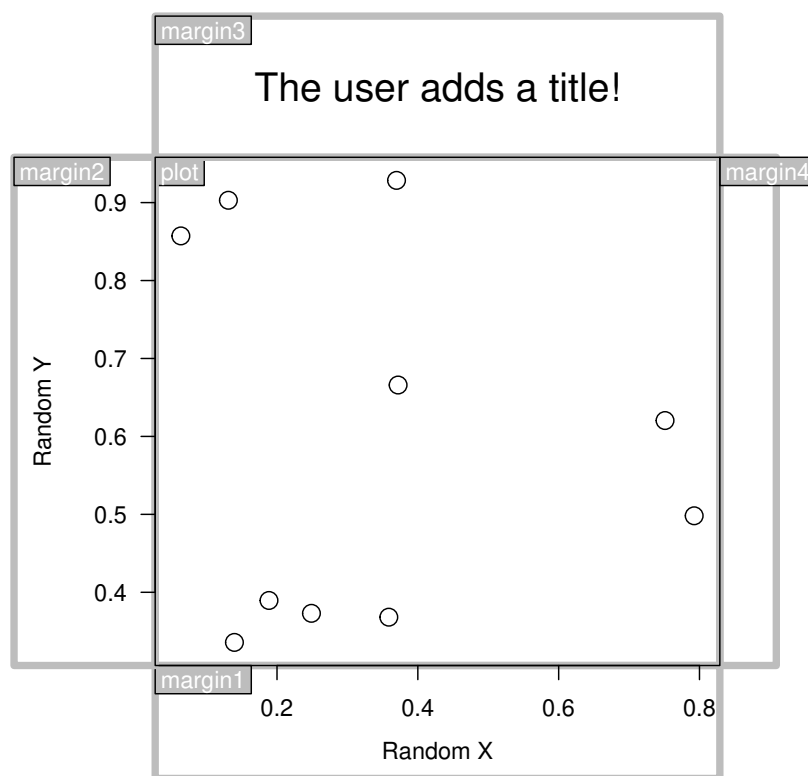 margin3
The user adds a title!
margin2
plot
margin4
0.9
0.8
0.7
0.6
0.5
0.4
Random Y
margin1
0.2 0.4 0.6 0.8
Random X